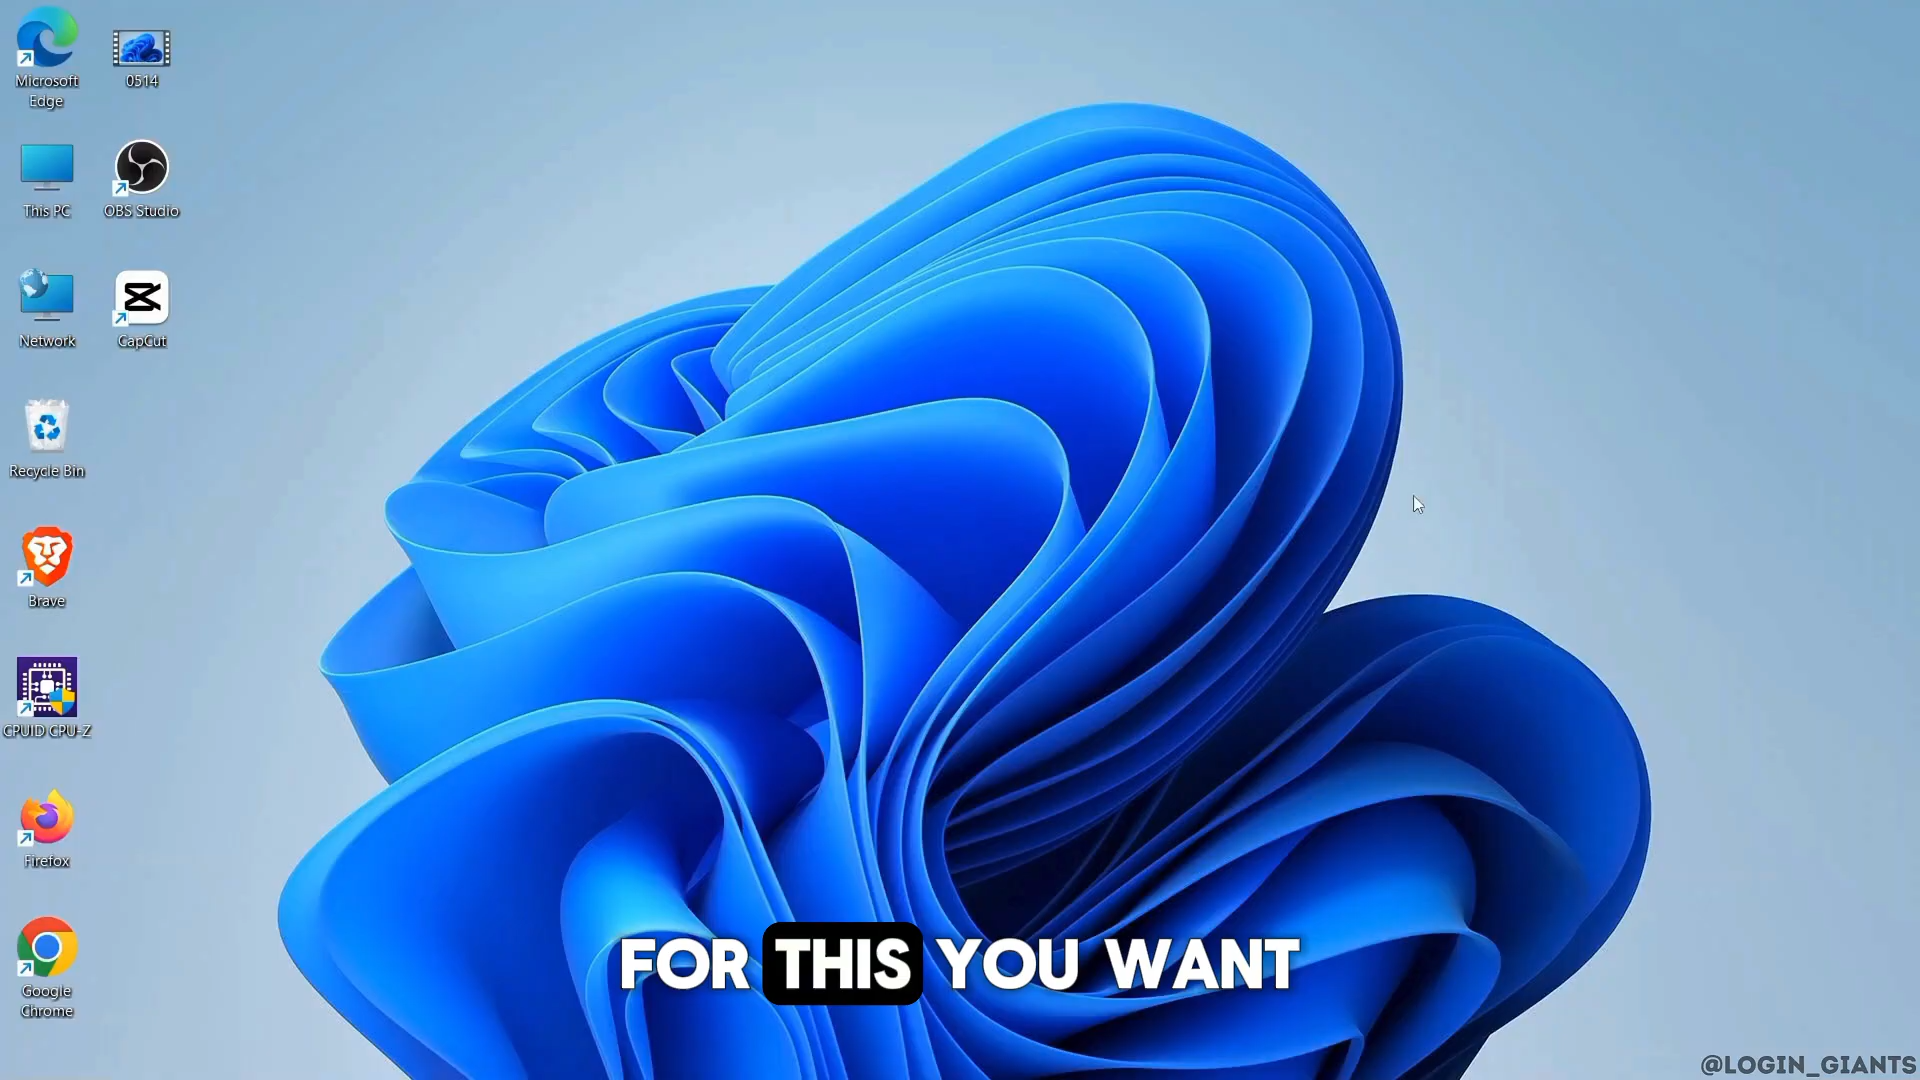 Microsoft
Edge
0514
This PC
OBS Studio
Network
CapCut
Recycle Bin
Brave
CPUID CPU-Z
Firefox
Google
Chrome
FOR THIS YOU WANT
@LOGIN_GIANTS